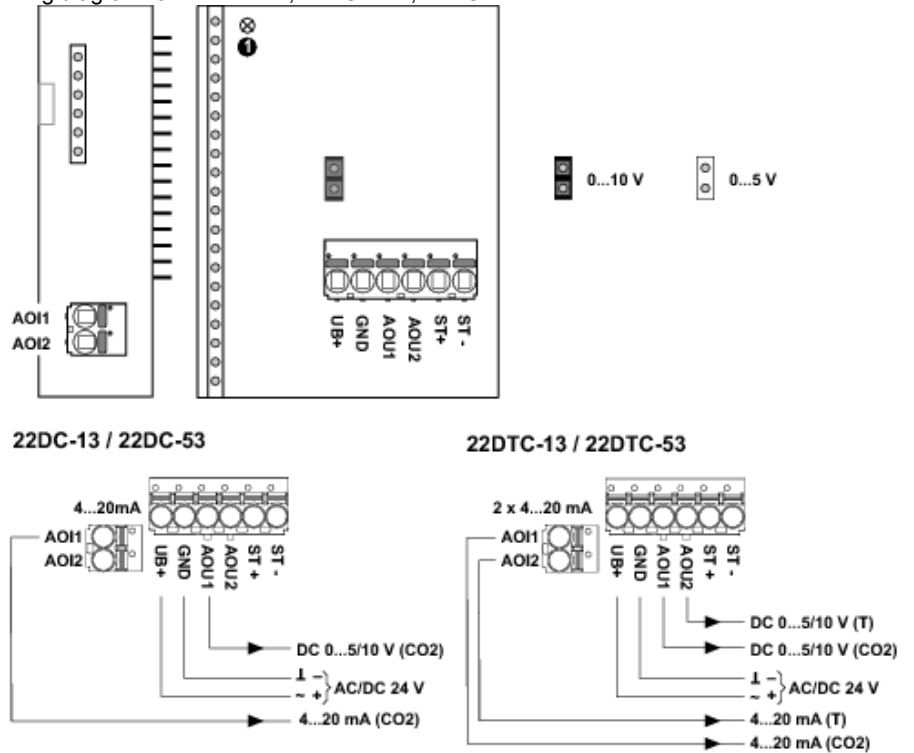 1
0...10 V
0...5 V
AOI1
AOI2
UB+
GND
AOU1
AOU2
ST+
ST -
22DC-13 / 22DC-53
4...20mA
AOI1
AOI2
UB+
GND
AOU1
AOU2
ST +
ST -
DC 0...5/10 V (CO2)
⊥ –
~ +
AC/DC 24 V
4...20 mA (CO2)
22DTC-13 / 22DTC-53
2 x 4...20 mA
AOI1
AOI2
UB+
GND
AOU1
AOU2
ST +
ST -
DC 0...5/10 V (T)
DC 0...5/10 V (CO2)
⊥ –
~ +
AC/DC 24 V
4...20 mA (T)
4...20 mA (CO2)